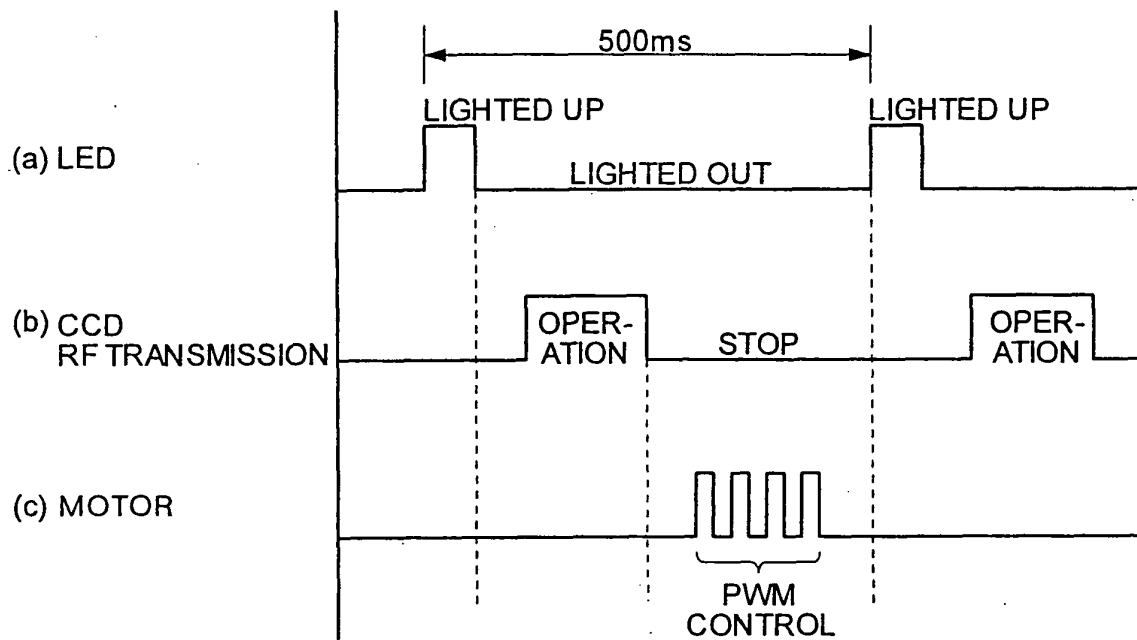 500ms
LIGHTED UP
LIGHTED UP
(a) LED
LIGHTED OUT
(b) CCD
RF TRANSMISSION
OPER-
ATION
STOP
OPER-
ATION
(c) MOTOR
PWM
CONTROL